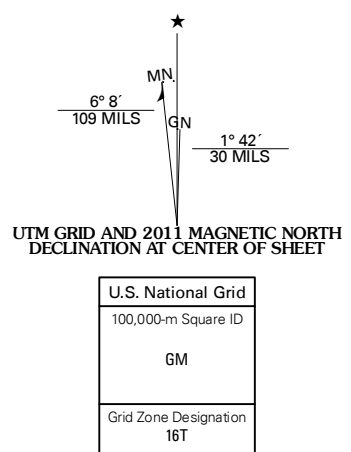 ★
MN.
6° 8´
109 MILS
GN
1° 42´
30 MILS
UTM GRID AND 2011 MAGNETIC NORTH
DECLINATION AT CENTER OF SHEET
U.S. National Grid
100,000-m Square ID
GM
Grid Zone Designation
16T